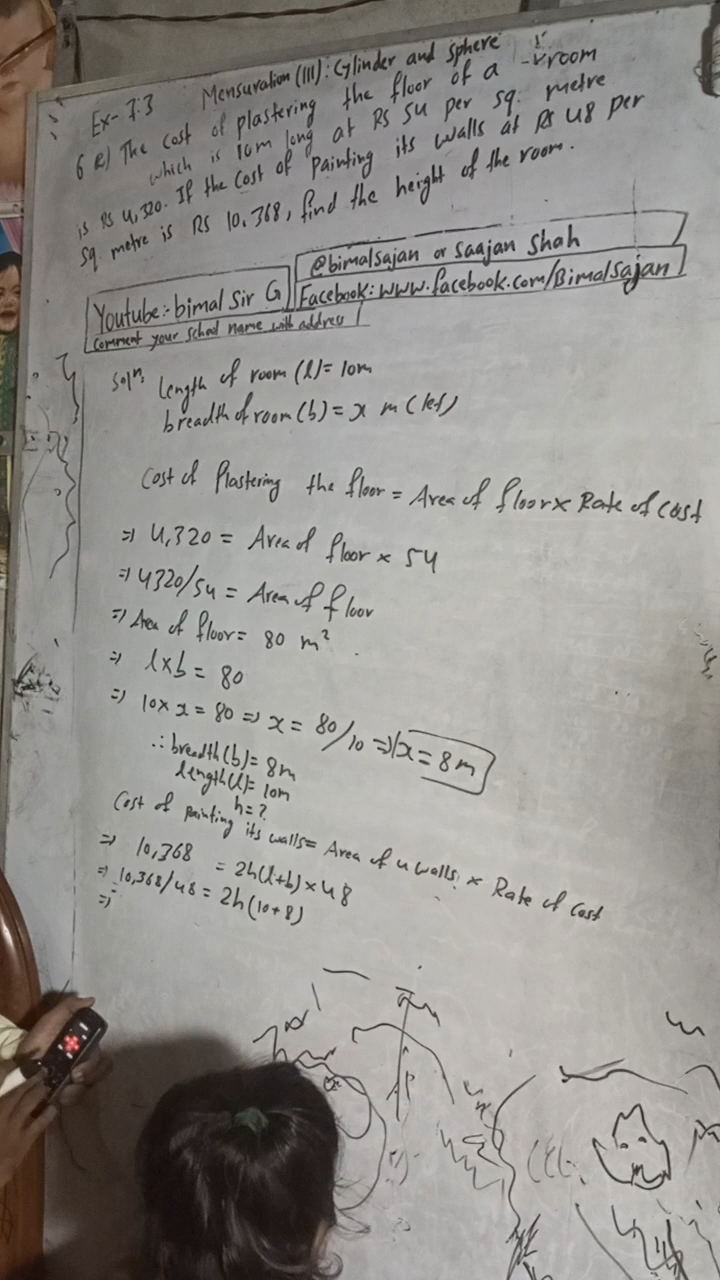 Ex- 7.3 Mensuration (III): Cylinder and sphere
6 e) The cost of plastering the floor of a room
which is 10m long at Rs 54 per sq. metre
is Rs 4,320. If the cost of painting its walls at Rs 48 per
sq metre is Rs 10,368, find the height of the room.
@bimalsajan or Saajan Shah
Youtube:- bimal Sir G
Facebook: www.facebook.com/Bimalsajan
Comment your school name with address
Solⁿ: Length of room (l) = 10m
breadth of room (b) = x m (let)
Cost of Plastering the floor = Area of floor × Rate of cost
⇒ 4,320 = Area of floor × 54
⇒ 4320/54 = Area of floor
⇒ Area of floor = 80 m²
⇒ l×b = 80
⇒ 10 × x = 80 ⇒ x = 80/10 ⇒ x = 8m
∴ breadth(b) = 8m
length(l) = 10m
h = ?
Cost of painting its walls = Area of 4 walls × Rate of cost
⇒ 10,368 = 2h(l+b) × 48
⇒ 10,368/48 = 2h(10+8)
⇒